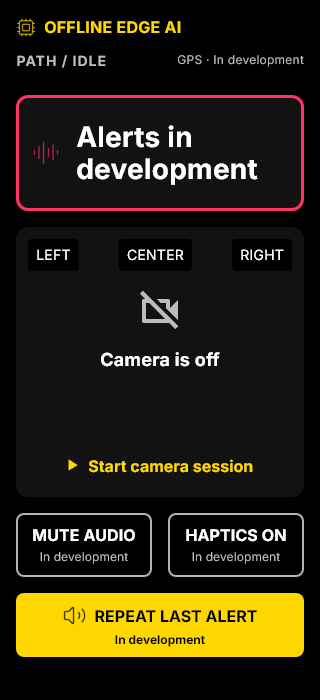 OFFLINE EDGE AI
PATH / IDLE
GPS · In development
Alerts in
development
LEFT
CENTER
RIGHT
Camera is off
Start camera session
MUTE AUDIO
In development
HAPTICS ON
In development
REPEAT LAST ALERT
In development